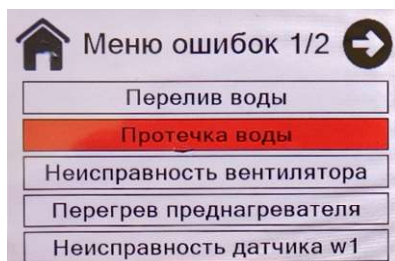 Меню ошибок 1/2
Перелив воды
Протечка воды
Неисправность вентилятора
Перегрев преднагревателя
Неисправность датчика w1